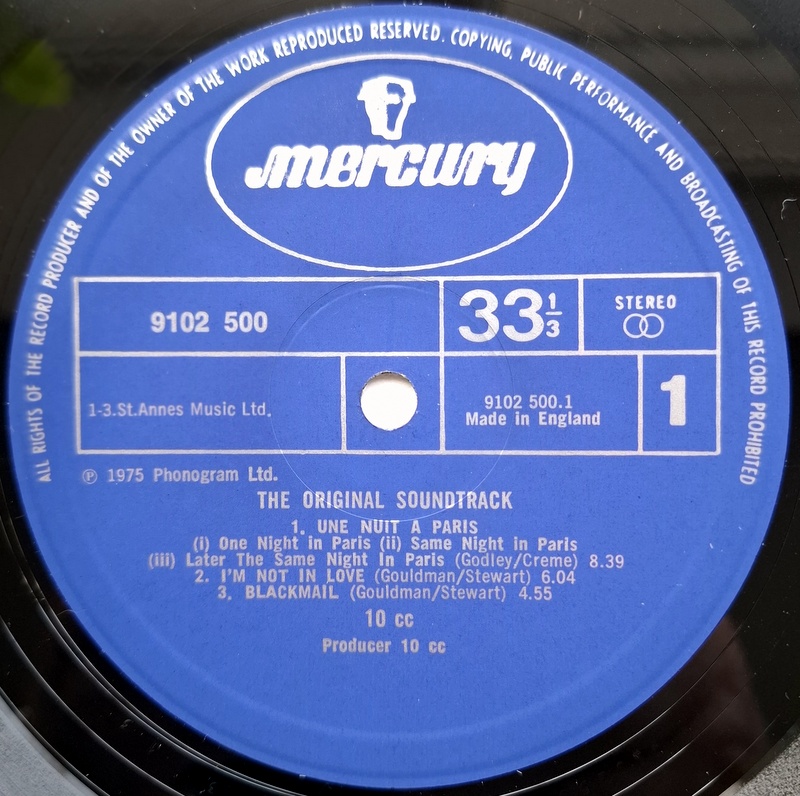 ALL RIGHTS OF THE RECORD PRODUCER AND OF THE OWNER OF THE WORK REPRODUCED RESERVED. COPYING, PUBLIC PERFORMANCE AND BROADCASTING OF THIS RECORD PROHIBITED
mercury
9102 500
33 1/3
STEREO
1-3.St.Annes Music Ltd.
9102 500.1
Made in England
1
℗ 1975 Phonogram Ltd.
THE ORIGINAL SOUNDTRACK
1. UNE NUIT A PARIS
(i) One Night in Paris (ii) Same Night in Paris
(iii) Later The Same Night In Paris (Godley/Creme) 8.39
2. I'M NOT IN LOVE (Gouldman/Stewart) 6.04
3. BLACKMAIL (Gouldman/Stewart) 4.55
10 cc
Producer 10 cc